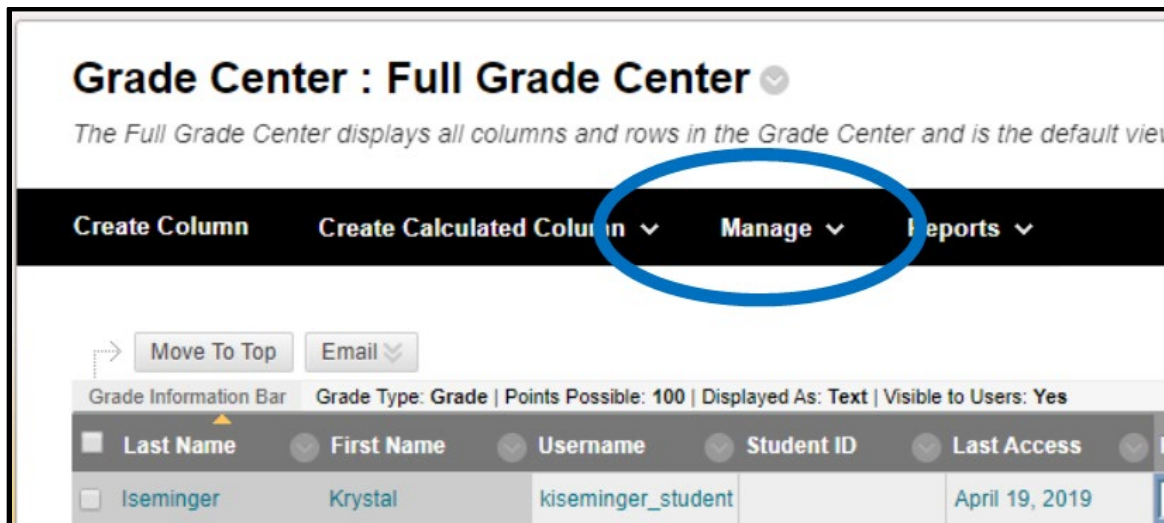 Grade Center : Full Grade Center
The Full Grade Center displays all columns and rows in the Grade Center and is the default view
Create Column Create Calculated Column Manage Reports
Move To Top Email
Grade Information Bar Grade Type: Grade | Points Possible: 100 | Displayed As: Text | Visible to Users: Yes
Last Name First Name Username Student ID Last Access
Iseminger Krystal kiseminger_student April 19, 2019